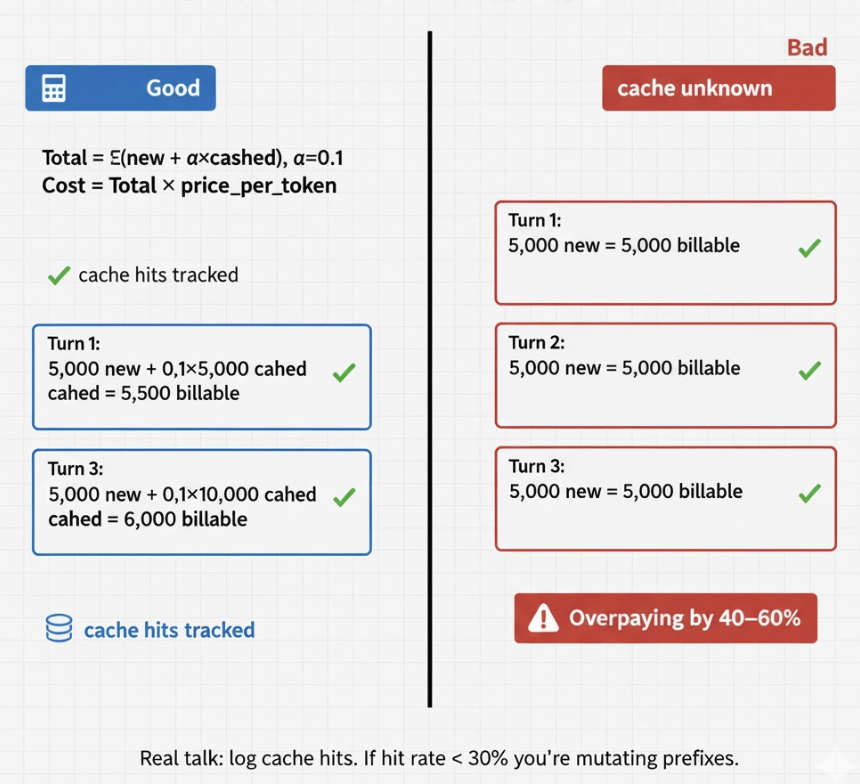 Good
Total = Ξ(new + α×cashed), α=0.1
Cost = Total × price_per_token
cache hits tracked
Turn 1:
5,000 new + 0,1×5,000 cahed
cahed = 5,500 billable
Turn 3:
5,000 new + 0,1×10,000 cahed
cahed = 6,000 billable
cache hits tracked
Bad
cache unknown
Turn 1:
5,000 new = 5,000 billable
Turn 2:
5,000 new = 5,000 billable
Turn 3:
5,000 new = 5,000 billable
Overpaying by 40–60%
Real talk: log cache hits. If hit rate < 30% you’re mutating prefixes.